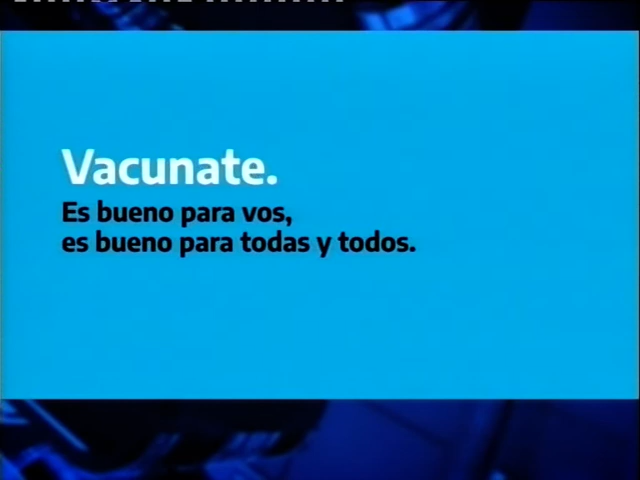 Vacunate.
Es bueno para vos,
es bueno para todas y todos.